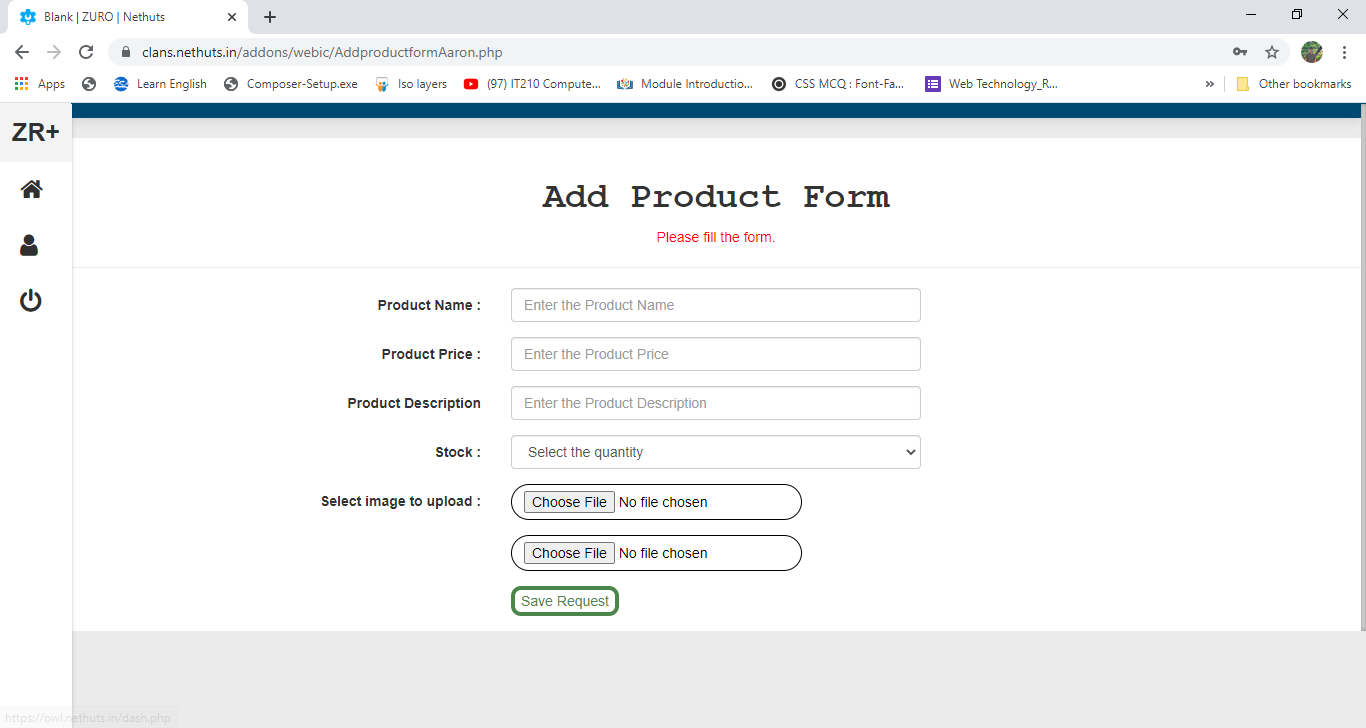 Blank | ZURO | Nethuts
clans.nethuts.in/addons/webic/AddproductformAaron.php
Apps
Learn English
Composer-Setup.exe
Iso layers
(97) IT210 Compute...
Module Introductio...
CSS MCQ : Font-Fa...
Web Technology_R...
»
Other bookmarks
ZR+
Add Product Form
Please fill the form.
Product Name : Enter the Product Name
Product Price : Enter the Product Price
Product Description Enter the Product Description
Stock : Select the quantity
Select image to upload : Choose File No file chosen
Choose File No file chosen
Save Request
https://owl.nethuts.in/dash.php